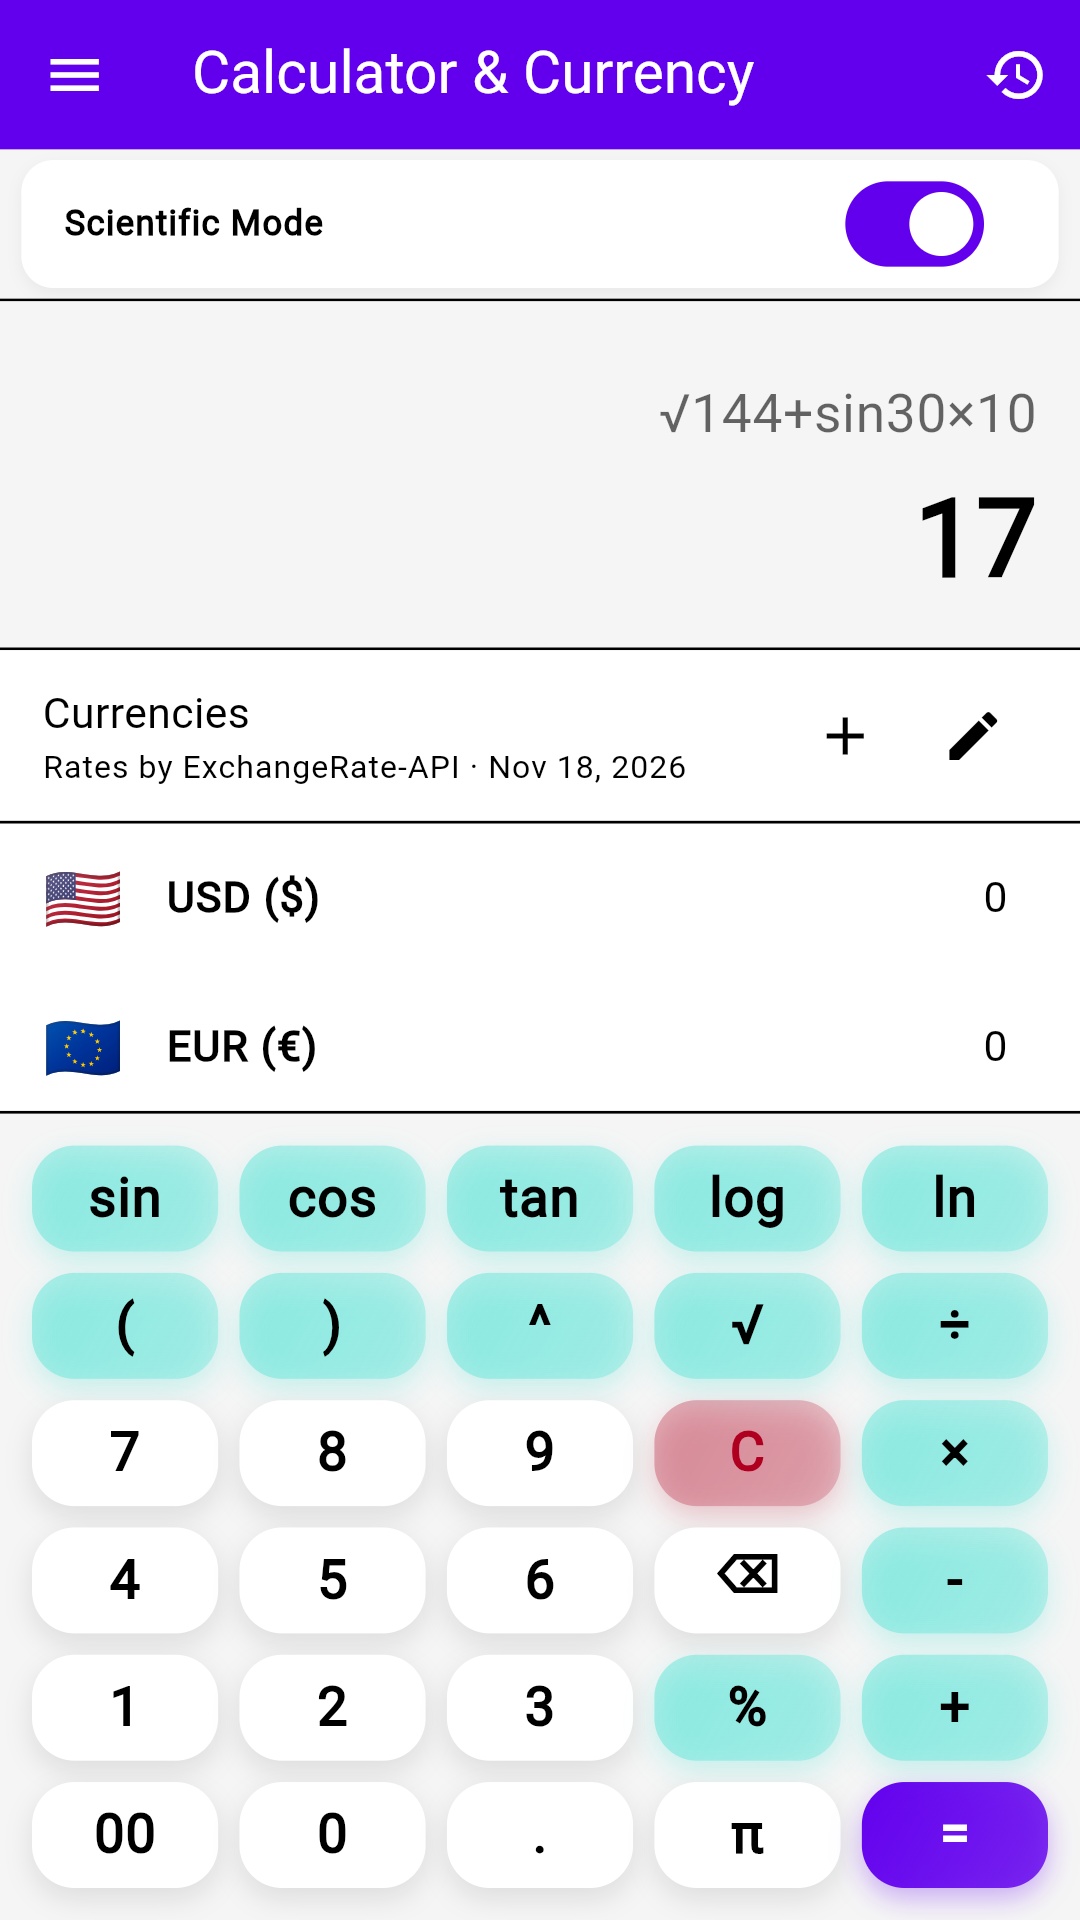 Calculator & Currency
Scientific Mode
√144+sin30×10
17
Currencies
Rates by ExchangeRate-API · Nov 18, 2026
USD ($) 0
EUR (€) 0
sin cos tan log ln
( ) ^ √ ÷
7 8 9 C ×
4 5 6 ⌫ -
1 2 3 % +
00 0 . π =